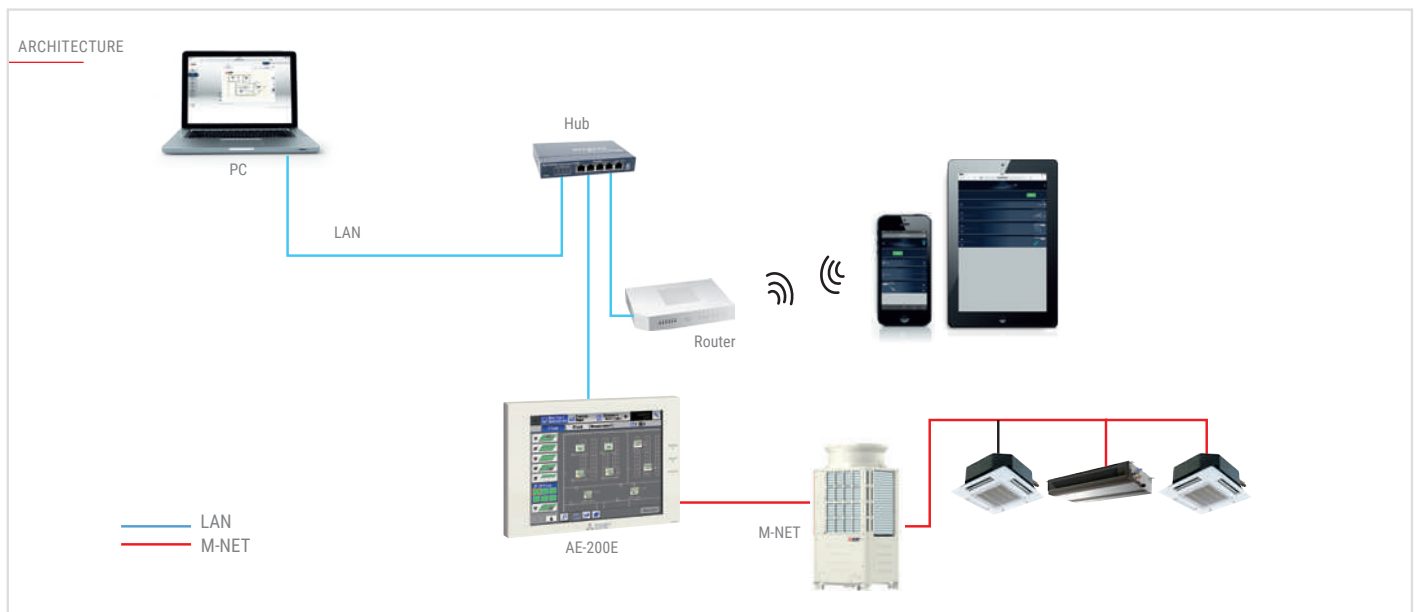 ARCHITECTURE
Hub
PC
LAN
Router
LAN
M-NET
M-NET
AE-200E